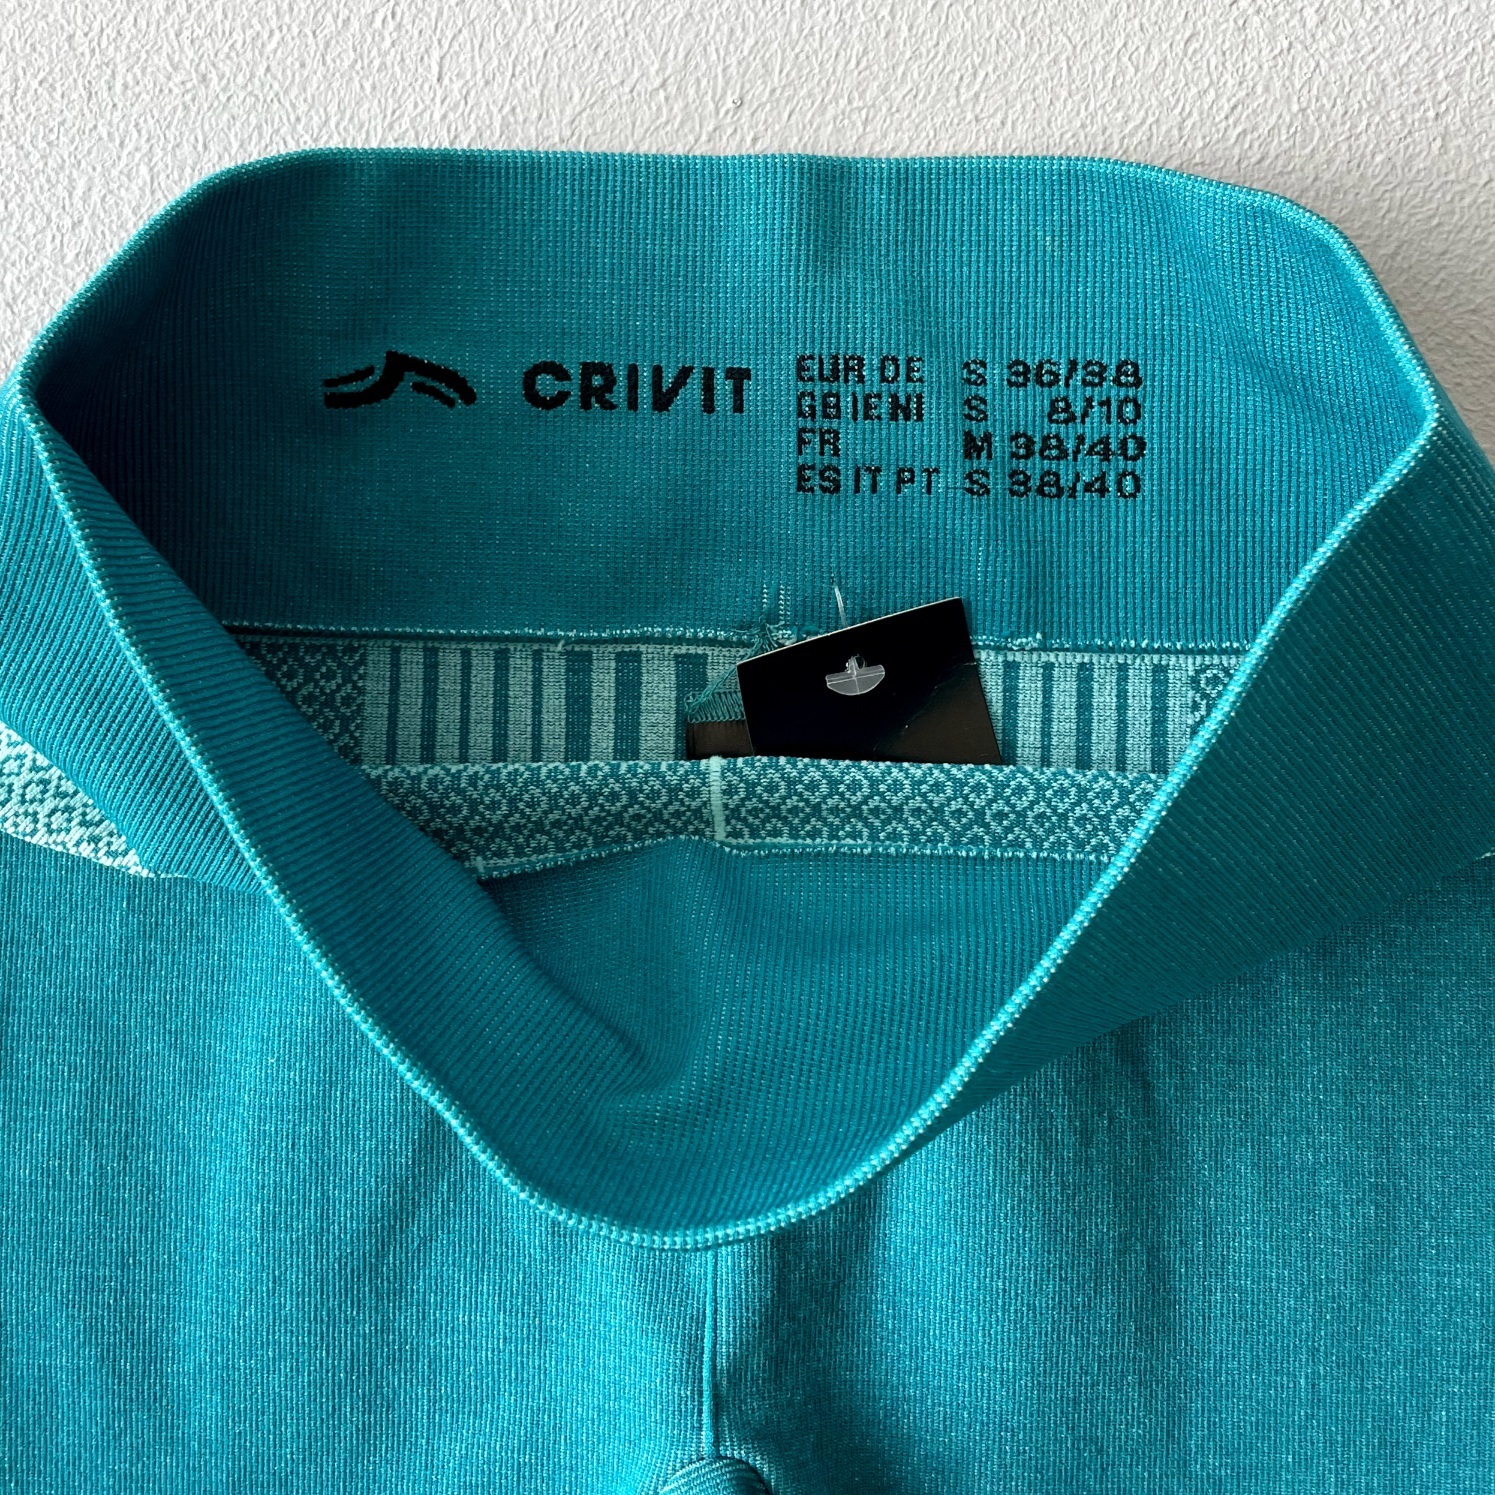 CRIVIT
EUR DE S 36/38
GB IE NI S 8/10
FR M 38/40
ES IT PT S 38/40